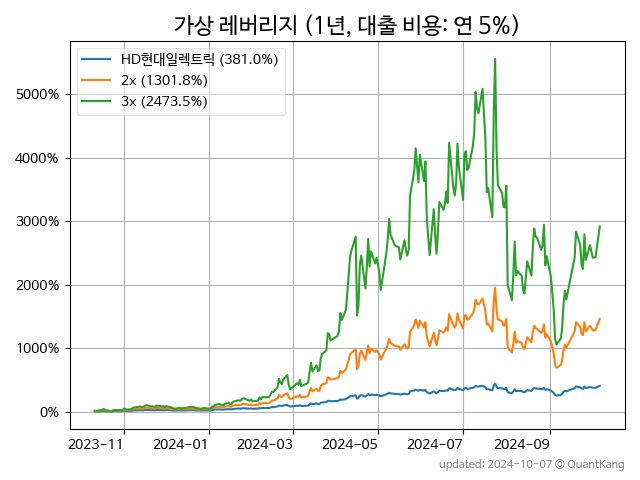 가상 레버리지 (1년, 대출 비용: 연 5%)
HD현대일렉트릭 (381.0%)
2x (1301.8%)
3x (2473.5%)
5000%
4000%
3000%
2000%
1000%
0%
2023-11 2024-01 2024-03 2024-05 2024-07 2024-09
updated: 2024-10-07 © QuantKang